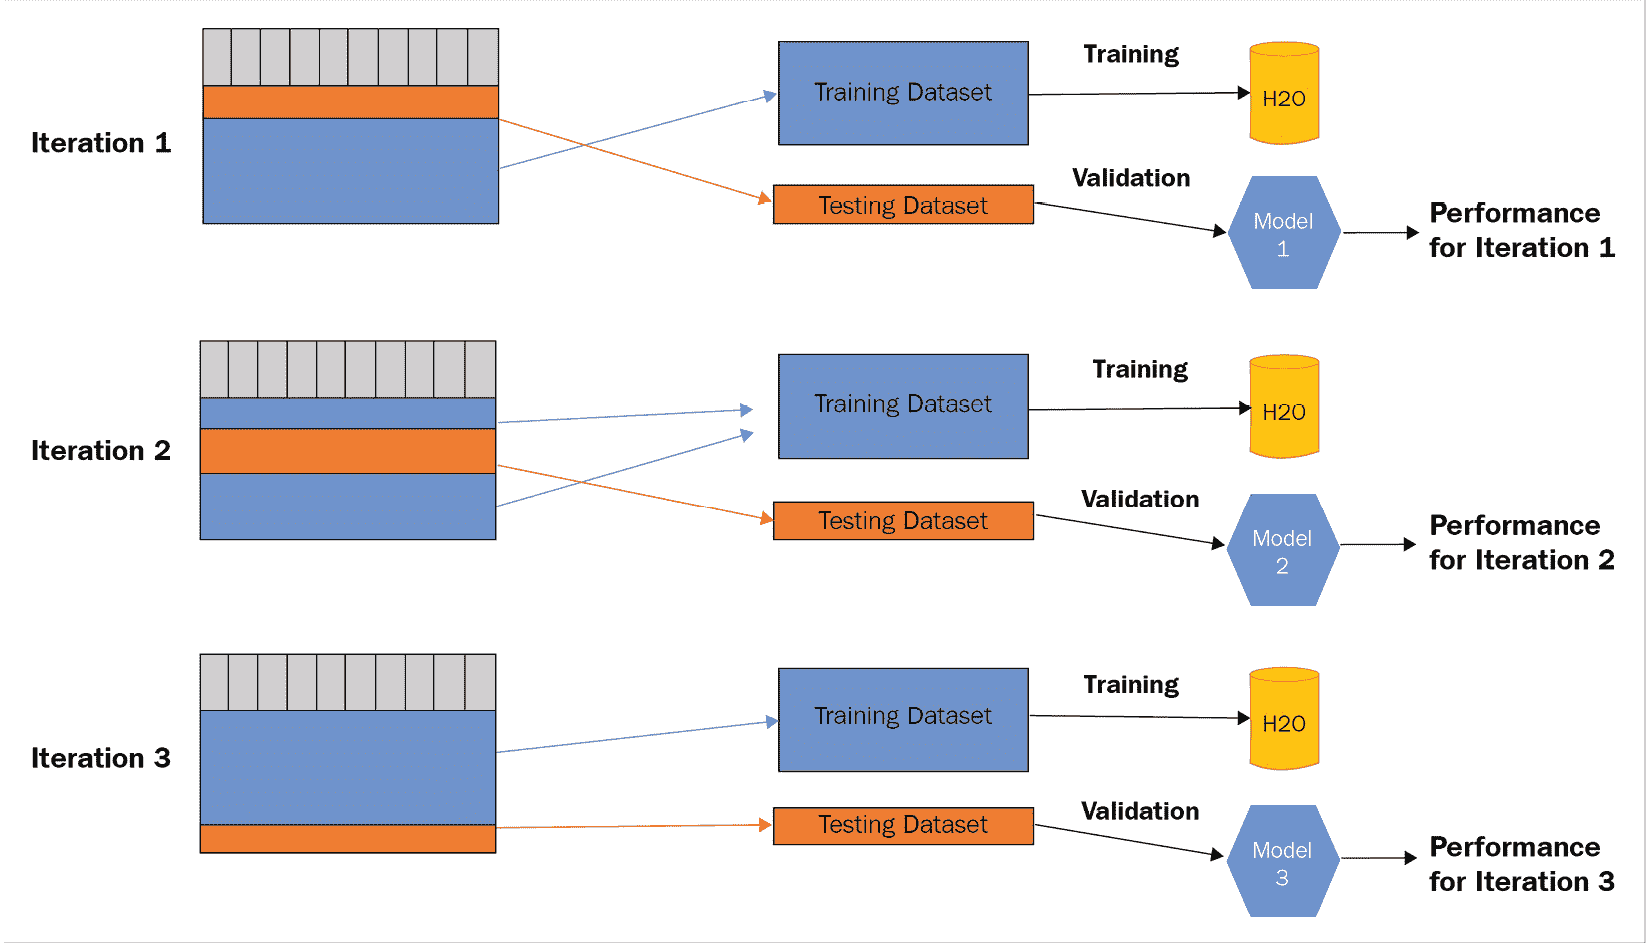 Iteration 1
Training Dataset
Training
H2O
Testing Dataset
Validation
Model
1
Performance
for Iteration 1
Iteration 2
Training Dataset
Training
H2O
Testing Dataset
Validation
Model
2
Performance
for Iteration 2
Iteration 3
Training Dataset
Training
H2O
Testing Dataset
Validation
Model
3
Performance
for Iteration 3